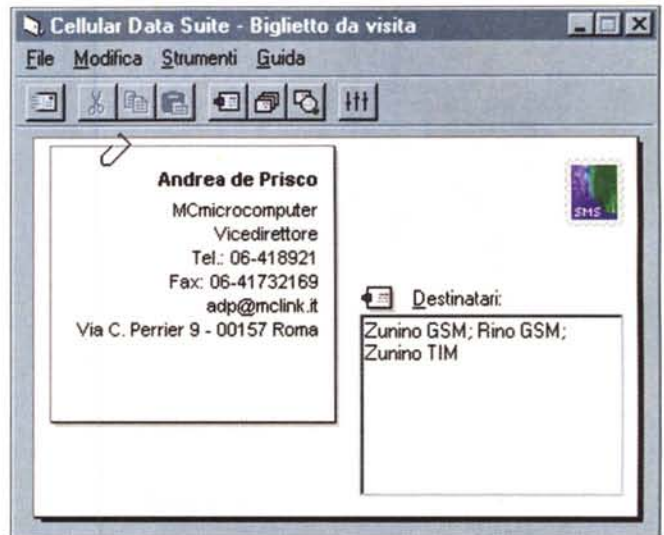 Cellular Data Suite - Biglietto da visita
File Modifica Strumenti Guida
Andrea de Prisco
MCmicrocomputer
Vicedirettore
Tel.: 06-418921
Fax: 06-41732169
adp@mclink.it
Via C. Perrier 9 - 00157 Roma
SMS
Destinatari:
Zunino GSM; Rino GSM;
Zunino TIM